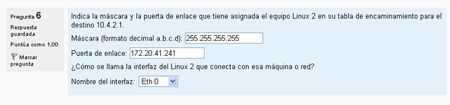 Pregunta 6
Respuesta
guardada
Puntúa como 1,00
Marcar
pregunta
Indica la máscara y la puerta de enlace que tiene asignada el equipo Linux 2 en su tabla de encaminamiento para el
destino 10.4.2.1.
Máscara (formato decimal a.b.c.d): 255.255.255.255
Puerta de enlace: 172.20.41.241
¿Cómo se llama la interfaz del Linux 2 que conecta con esa máquina o red?
Nombre del interfaz: Eth 0